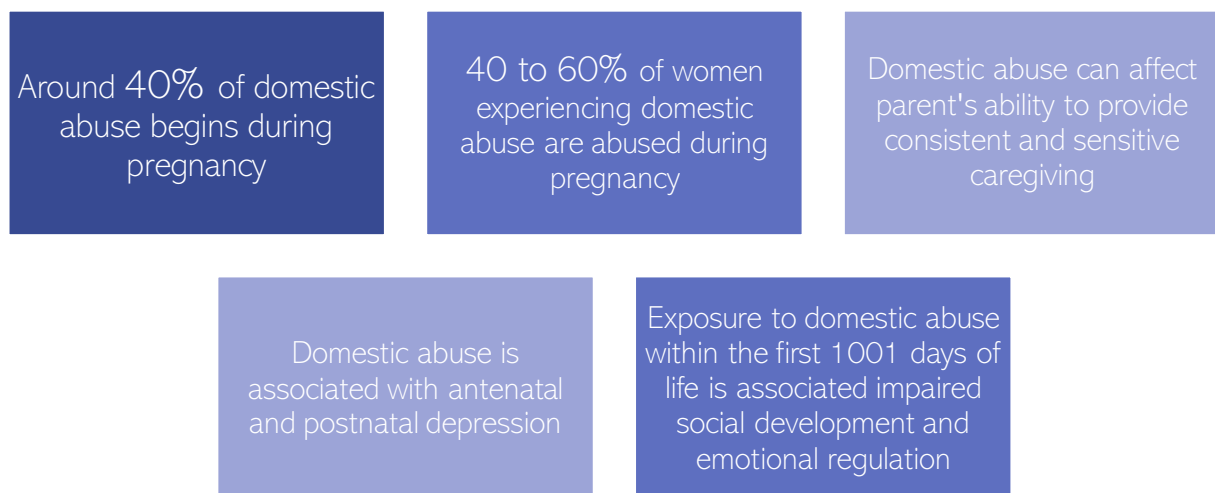 Around 40% of domestic
abuse begins during
pregnancy
40 to 60% of women
experiencing domestic
abuse are abused during
pregnancy
Domestic abuse can affect
parent's ability to provide
consistent and sensitive
caregiving
Domestic abuse is
associated with antenatal
and postnatal depression
Exposure to domestic abuse
within the first 1001 days of
life is associated impaired
social development and
emotional regulation